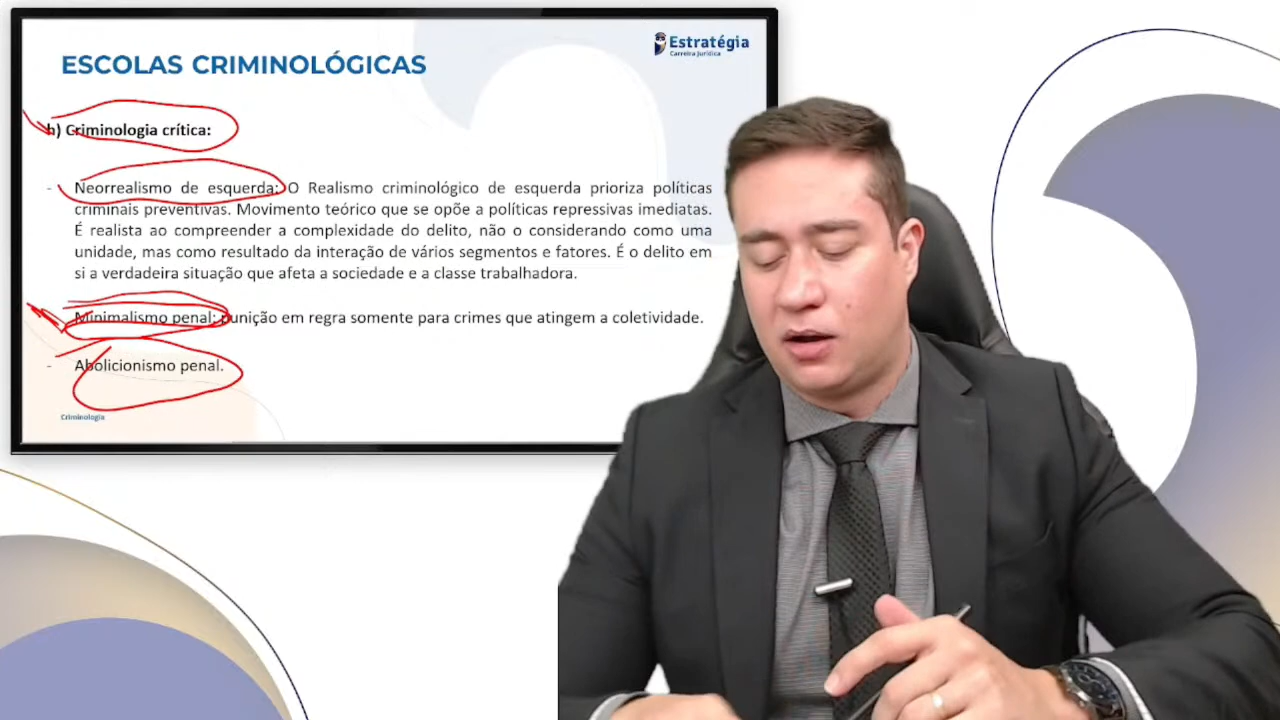 Estratégia
Carreira Jurídica
ESCOLAS CRIMINOLÓGICAS
h) Criminologia crítica:
- Neorrealismo de esquerda: O Realismo criminológico de esquerda prioriza políticas
criminais preventivas. Movimento teórico que se opõe a políticas repressivas imediatas.
É realista ao compreender a complexidade do delito, não o considerando como uma
unidade, mas como resultado da interação de vários segmentos e fatores. É o delito em
si a verdadeira situação que afeta a sociedade e a classe trabalhadora.
- Minimalismo penal: punição em regra somente para crimes que atingem a coletividade.
- Abolicionismo penal.
Criminologia